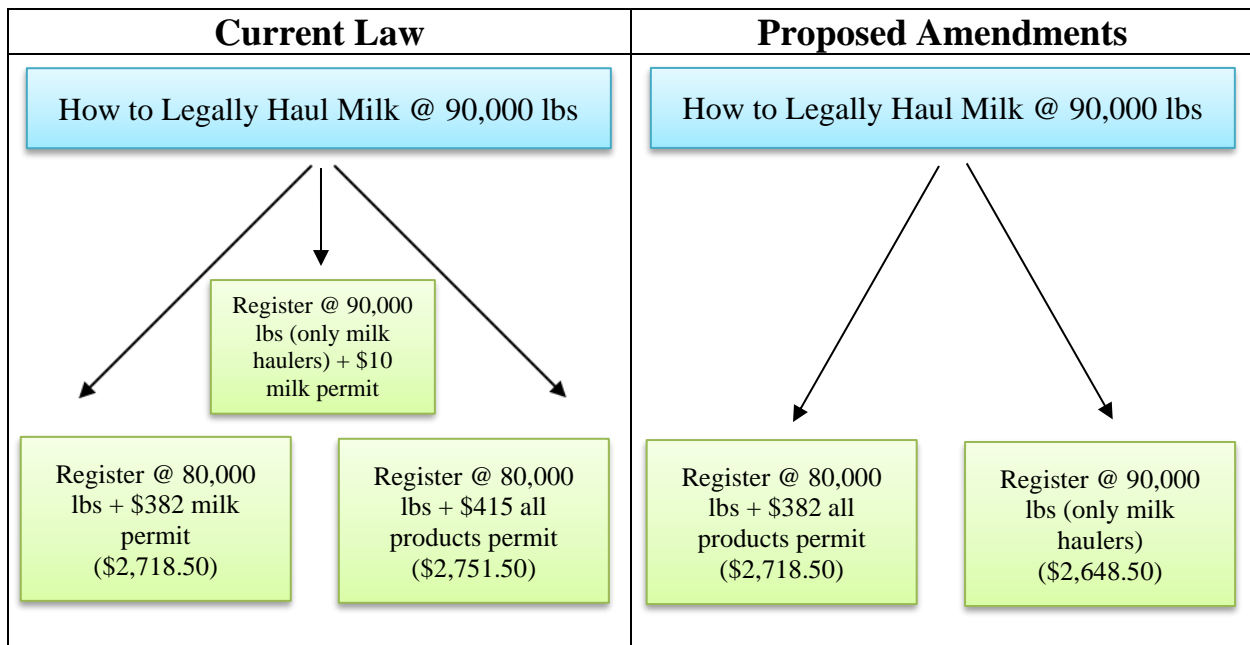 Current Law
Proposed Amendments
How to Legally Haul Milk @ 90,000 lbs
How to Legally Haul Milk @ 90,000 lbs
Register @ 90,000
lbs (only milk
haulers) + $10
milk permit
Register @ 80,000
lbs + $382 milk
permit
($2,718.50)
Register @ 80,000
lbs + $415 all
products permit
($2,751.50)
Register @ 80,000
lbs + $382 all
products permit
($2,718.50)
Register @ 90,000
lbs (only milk
haulers)
($2,648.50)